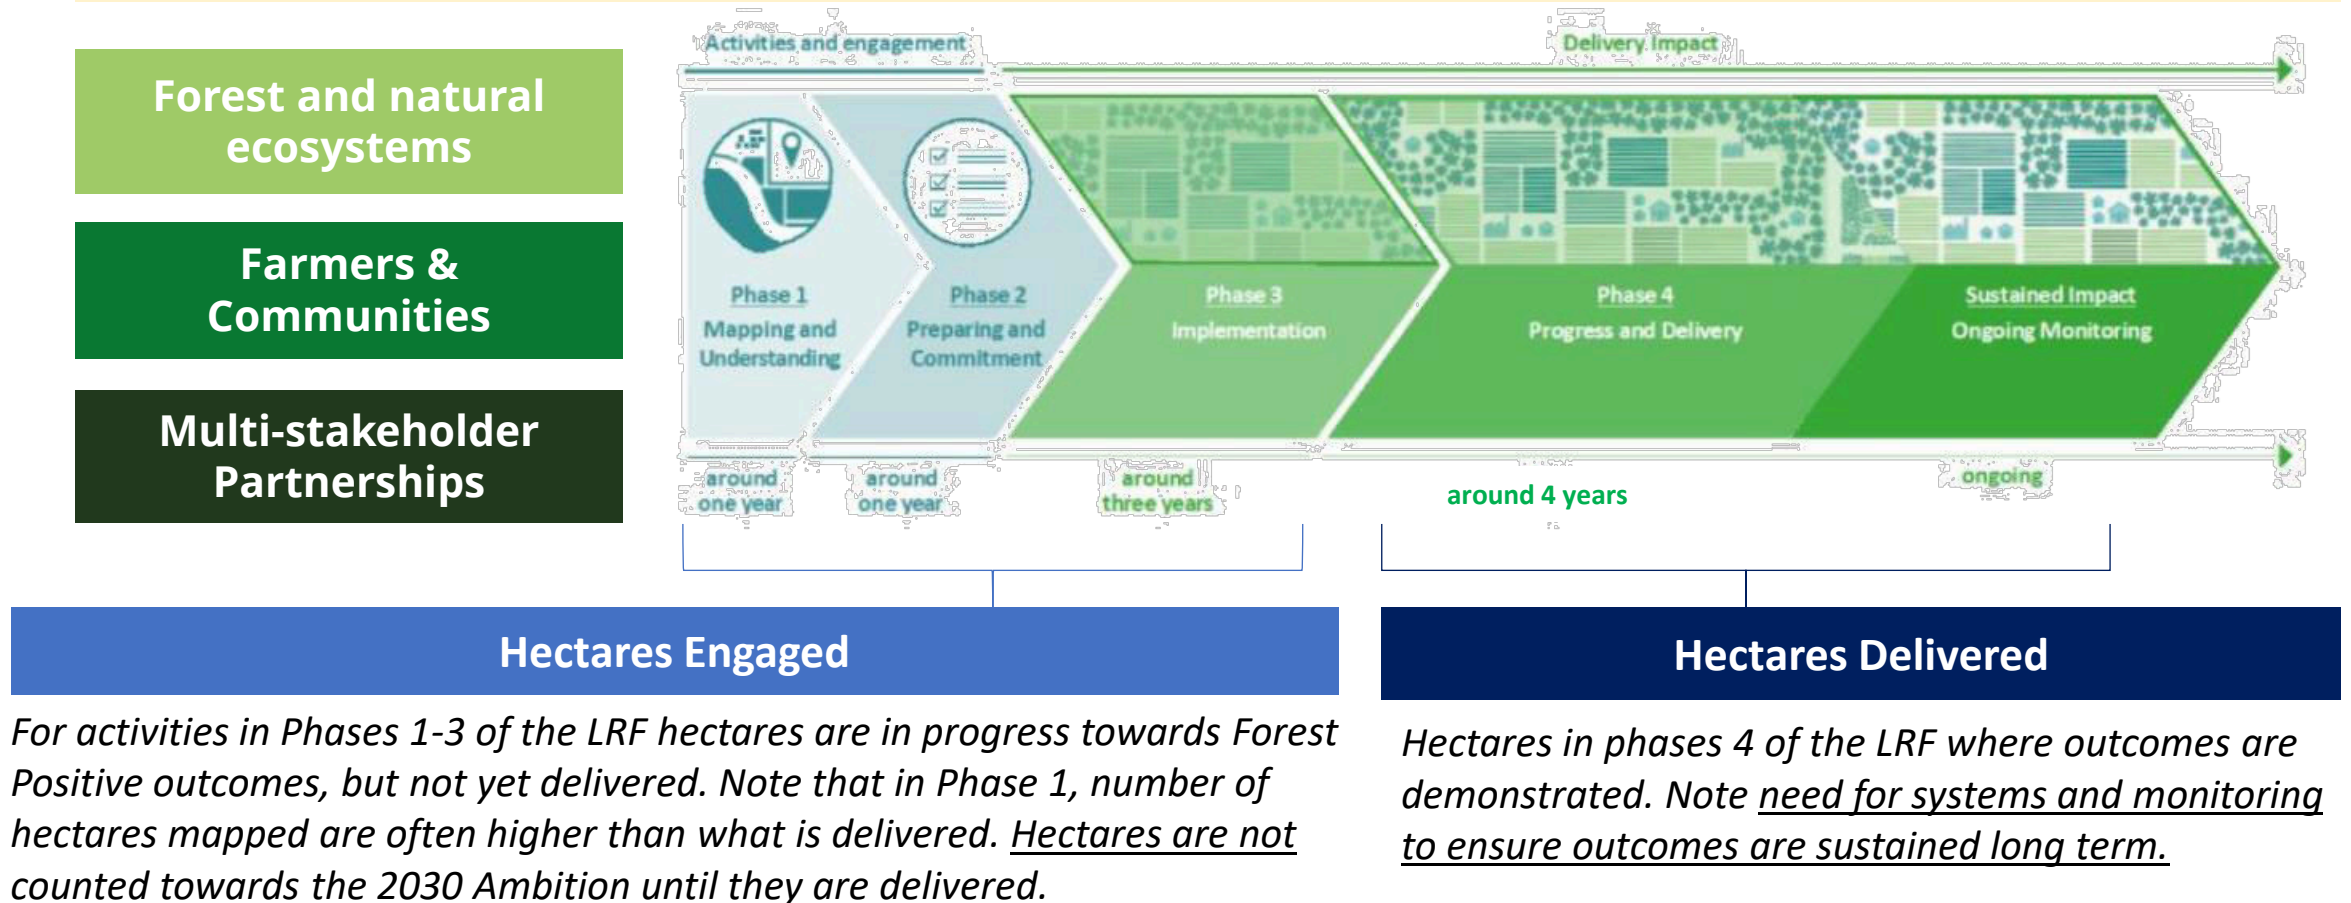 Forest and natural
ecosystems
Farmers &
Communities
Multi-stakeholder
Partnerships
Activities and engagement
Delivery Impact
Phase 1
Mapping and
Understanding
Phase 2
Preparing and
Commitment
Phase 3
Implementation
Phase 4
Progress and Delivery
Sustained Impact
Ongoing Monitoring
around
one year
around
one year
around
three years
around 4 years
ongoing
Hectares Engaged
For activities in Phases 1-3 of the LRF hectares are in progress towards Forest
Positive outcomes, but not yet delivered. Note that in Phase 1, number of
hectares mapped are often higher than what is delivered. Hectares are not
counted towards the 2030 Ambition until they are delivered.
Hectares Delivered
Hectares in phases 4 of the LRF where outcomes are
demonstrated. Note need for systems and monitoring
to ensure outcomes are sustained long term.